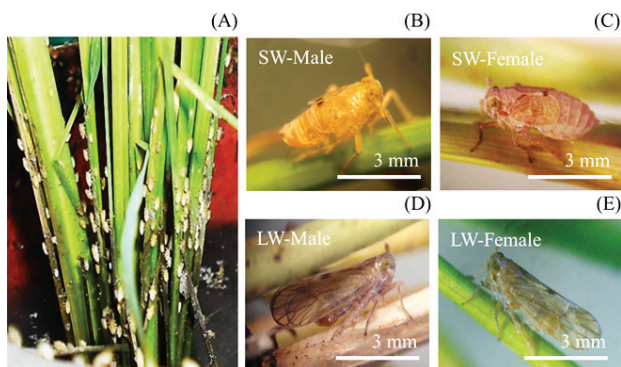 (A)
(B)
(C)
SW-Male
SW-Female
3 mm
3 mm
(D)
(E)
LW-Male
LW-Female
3 mm
3 mm